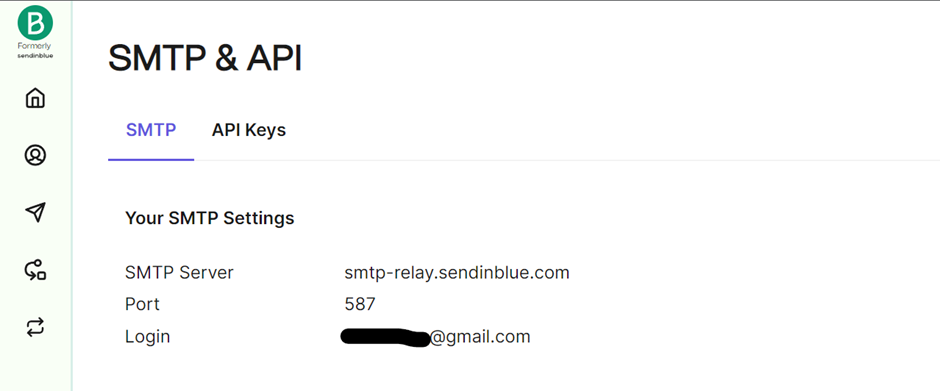 B
Formerly
sendinblue
SMTP & API
SMTP API Keys
Your SMTP Settings
SMTP Server smtp-relay.sendinblue.com
Port 587
Login @gmail.com